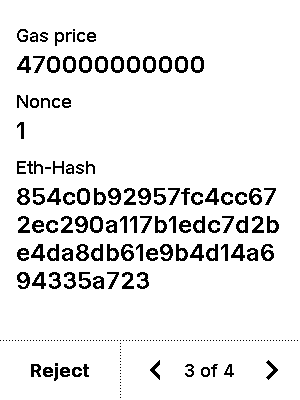 Gas price
470000000000
Nonce
1
Eth-Hash
854c0b92957fc4cc67
2ec290a117b1edc7d2b
e4da8db61e9b4d14a6
94335a723
Reject
3 of 4